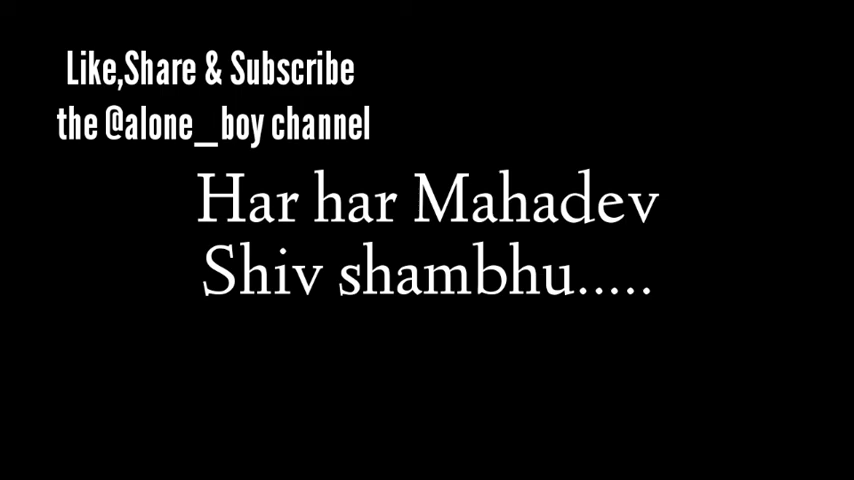 Like,Share & Subscribe
the @alone_boy channel
Har har Mahadev
Shiv shambhu.....